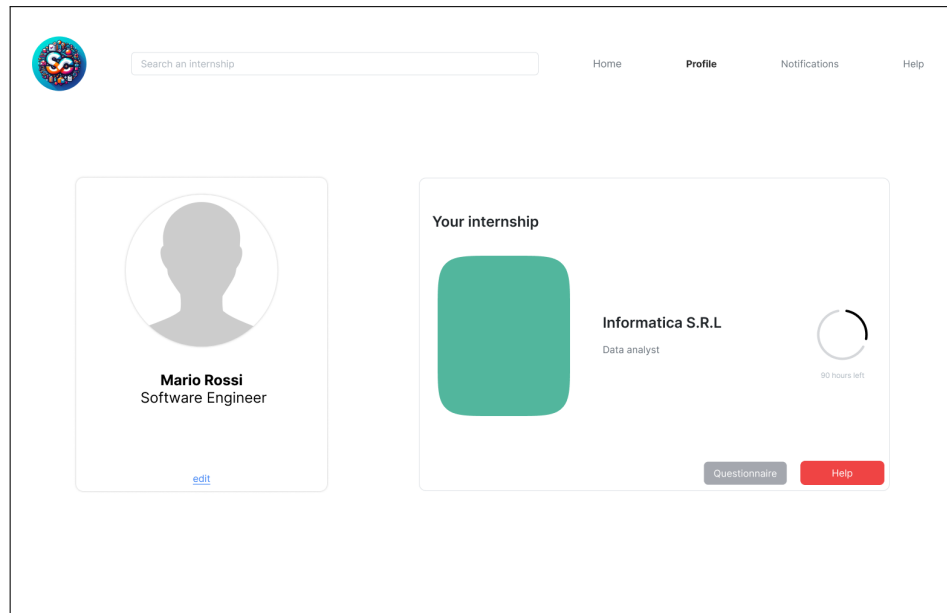 SC
Search an internship
Home
Profile
Notifications
Help
Mario Rossi
Software Engineer
edit
Your internship
Informatica S.R.L
Data analyst
90 hours left
Questionnaire
Help